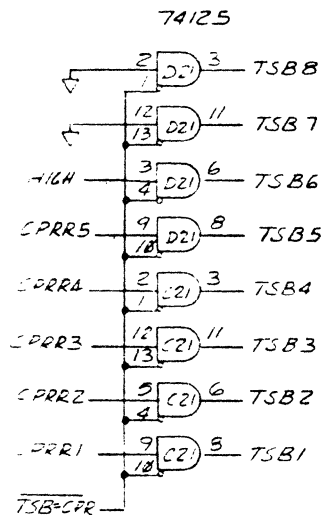 74125
2 D21 3 TSB8
1
12 D21 11 TSB7
13
HIGH 3 D21 6 TSB6
4
CPRR5 9 D21 8 TSB5
10
CPRR4 2 C21 3 TSB4
1
CPRR3 12 C21 11 TSB3
13
CPRR2 5 C21 6 TSB2
4
CPRR1 9 C21 8 TSB1
10
TSB=CPR